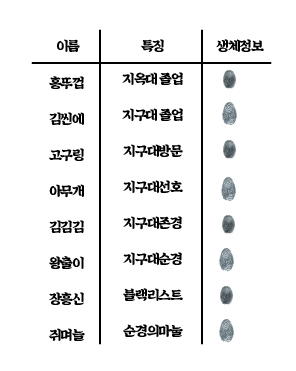 이름 특징 생체정보
홍뚜껍 지옥대 졸업
김씬에 지구대 졸업
고구링 지구대방문
아무개 지구대선호
김김김 지구대존경
왕출이 지구대순경
장흥신 블랙리스트
쥐며늘 순경의마눌